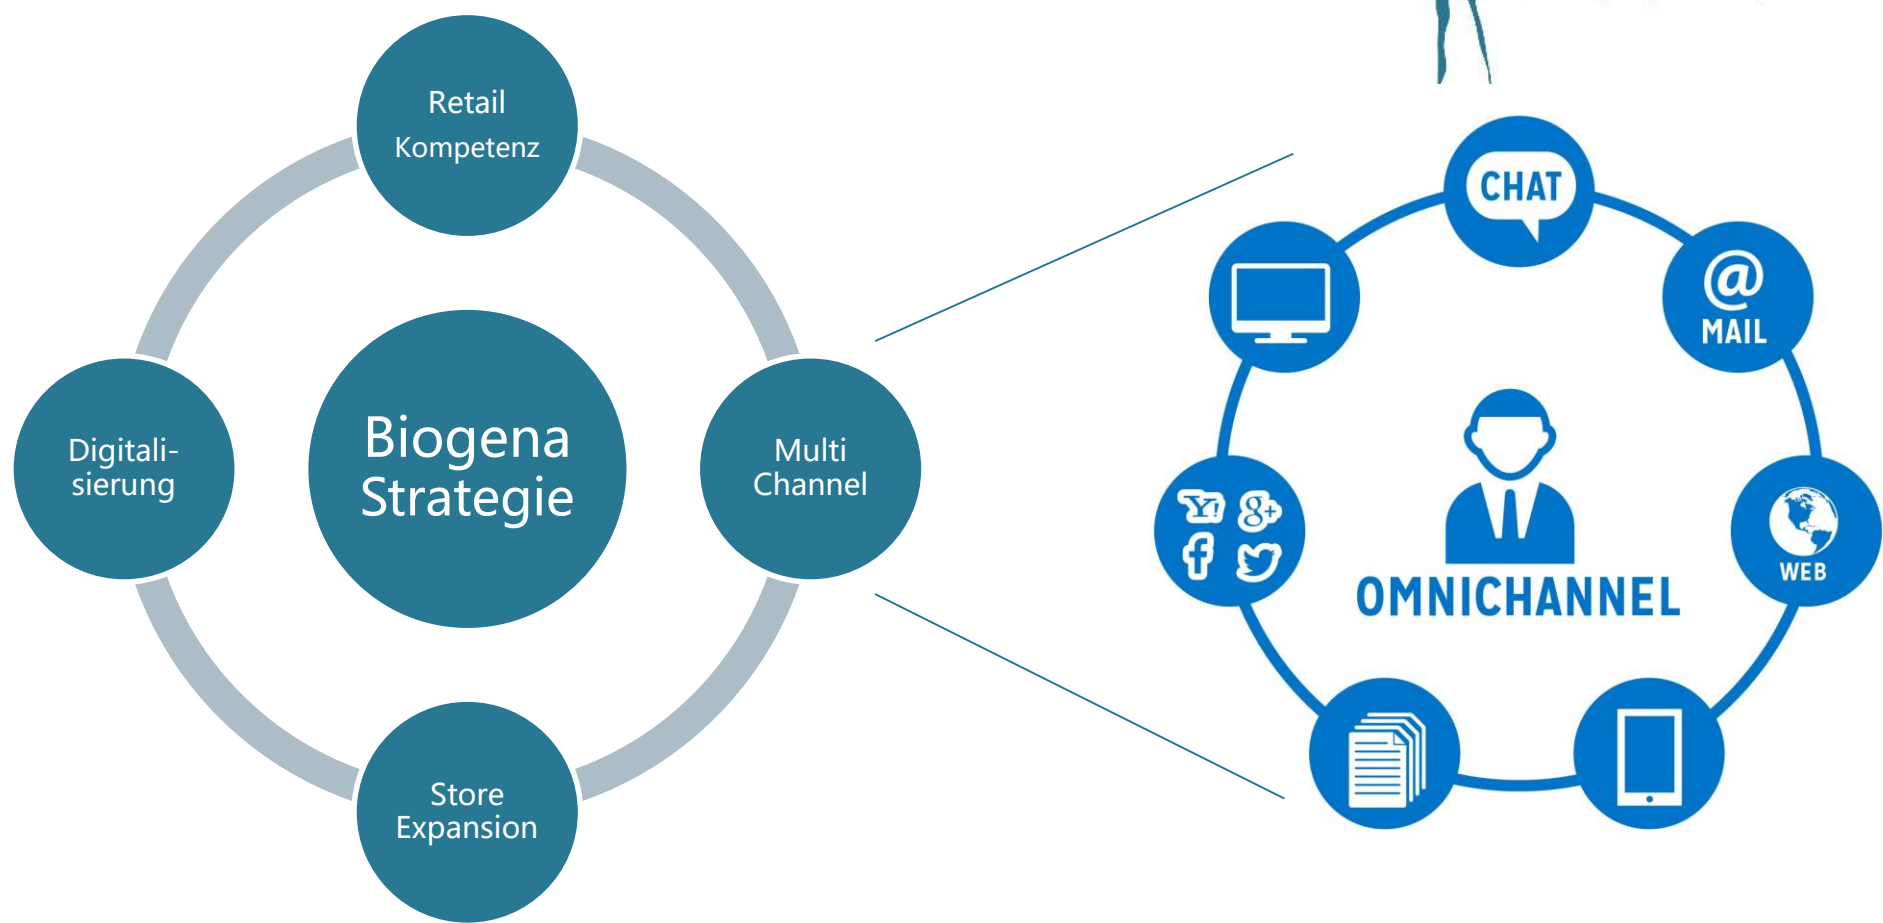 Retail
Kompetenz
Digitali-
sierung
Biogena
Strategie
Multi
Channel
Store
Expansion
CHAT
@
MAIL
Y! g+
f
WEB
OMNICHANNEL